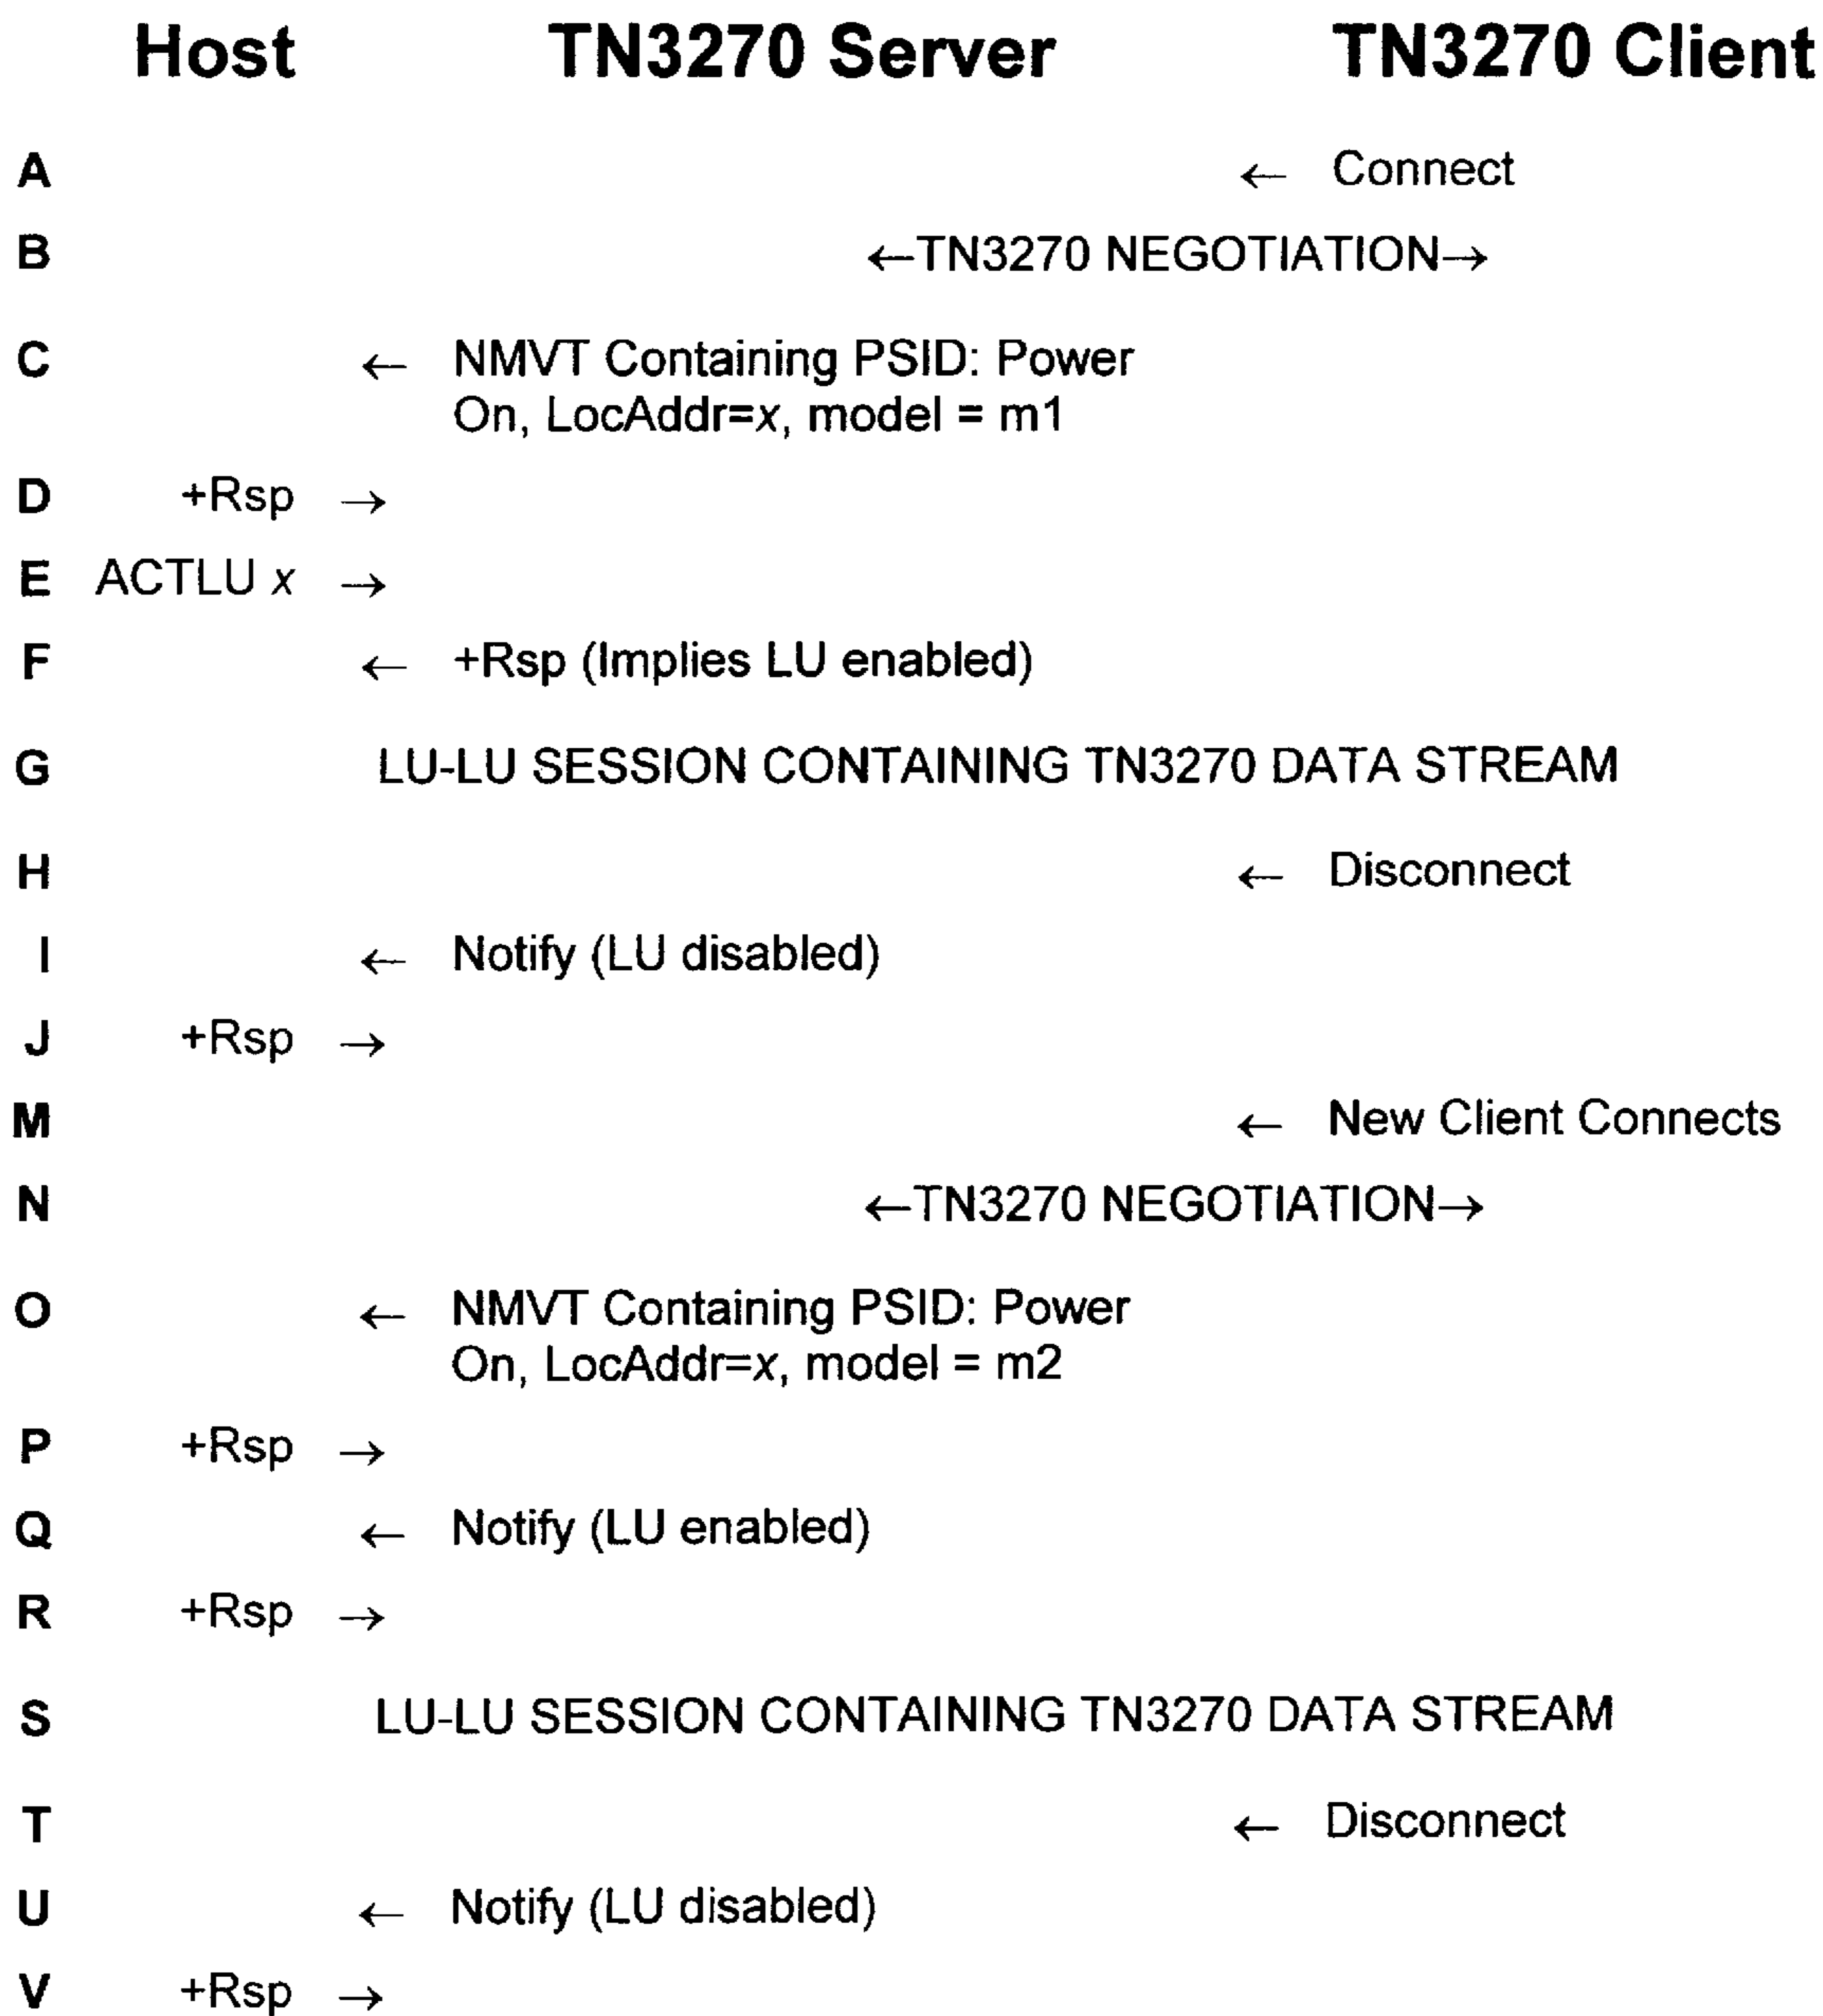 Host TN3270 Server TN3270 Client
A ← Connect
B ←TN3270 NEGOTIATION→
C ← NMVT Containing PSID: Power
On, LocAddr=x, model = m1
D +Rsp →
E ACTLU x →
F ← +Rsp (Implies LU enabled)
G LU-LU SESSION CONTAINING TN3270 DATA STREAM
H ← Disconnect
I ← Notify (LU disabled)
J +Rsp →
M ← New Client Connects
N ←TN3270 NEGOTIATION→
O ← NMVT Containing PSID: Power
On, LocAddr=x, model = m2
P +Rsp →
Q ← Notify (LU enabled)
R +Rsp →
S LU-LU SESSION CONTAINING TN3270 DATA STREAM
T ← Disconnect
U ← Notify (LU disabled)
V +Rsp →